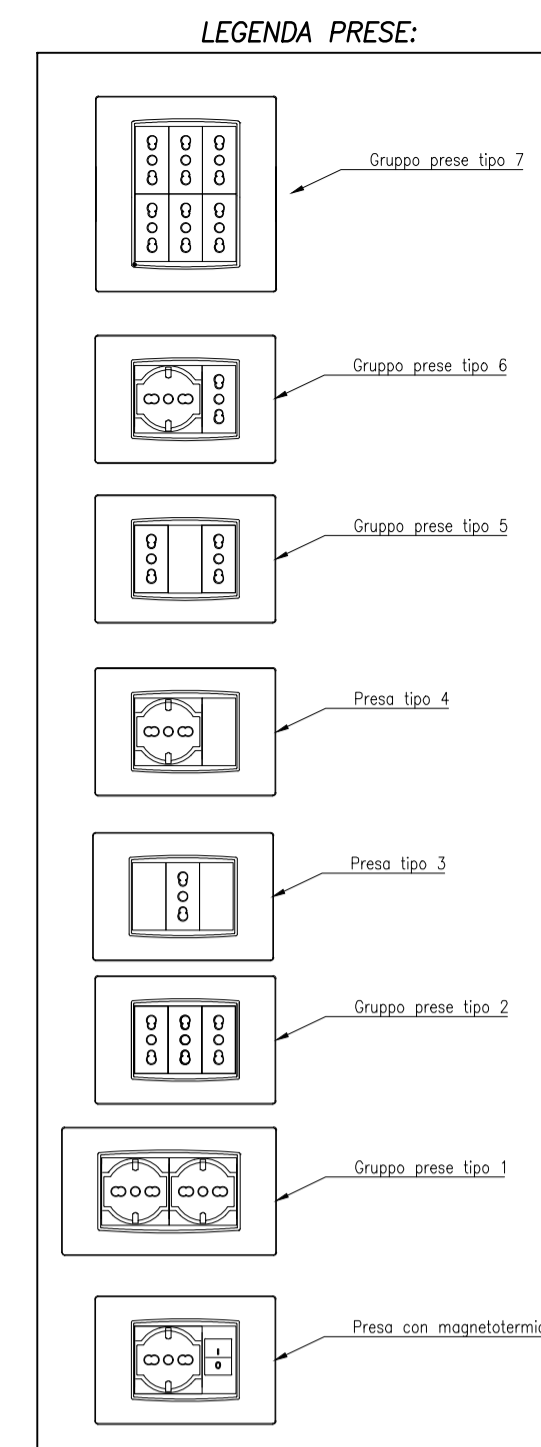 LEGENDA PRESE:
Gruppo prese tipo 7
Gruppo prese tipo 6
Gruppo prese tipo 5
Presa tipo 4
Presa tipo 3
Gruppo prese tipo 2
Gruppo prese tipo 1
Presa con
I
0